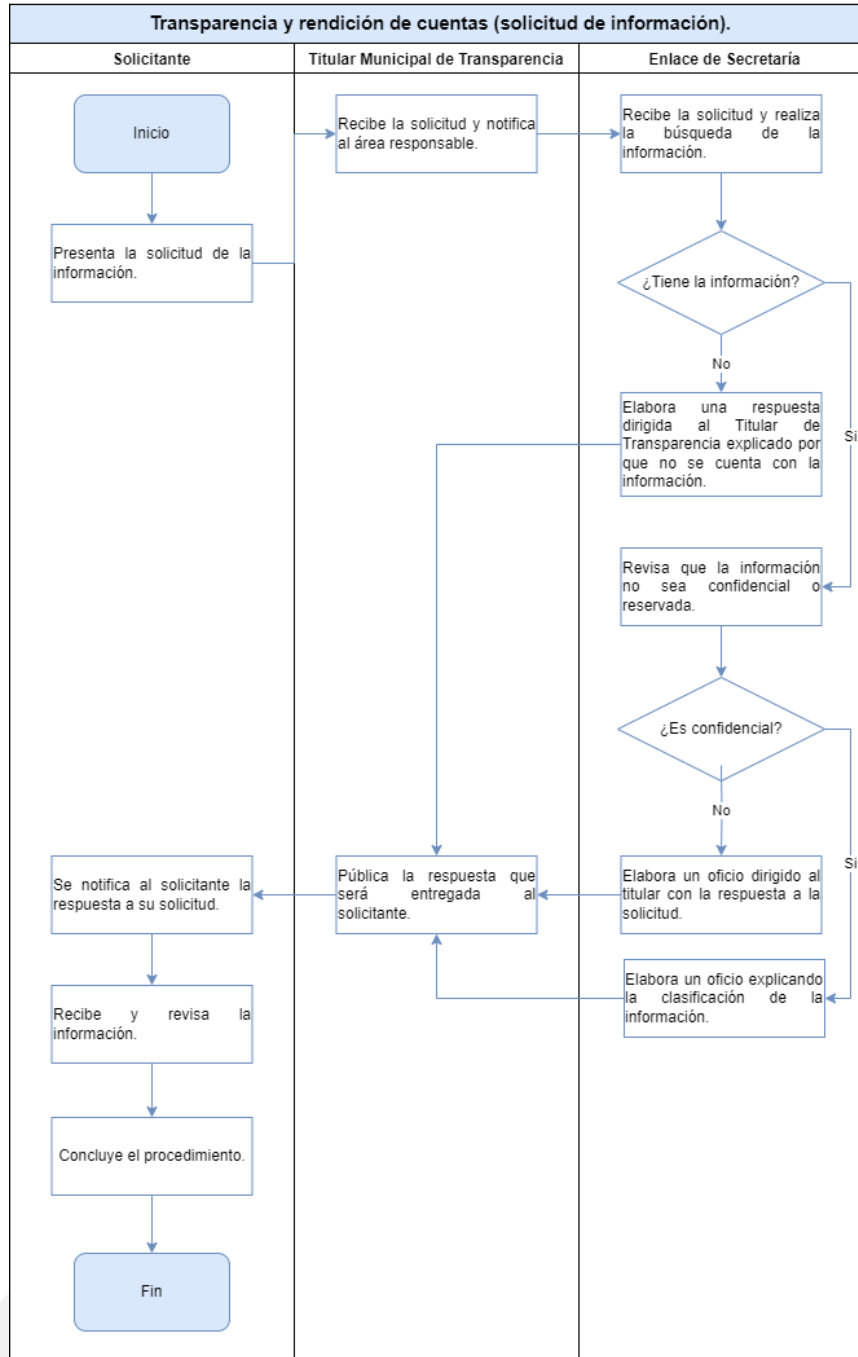 Transparencia y rendición de cuentas (solicitud de información).
Solicitante
Titular Municipal de Transparencia
Enlace de Secretaría
Inicio
Recibe la solicitud y notifica
al área responsable.
Recibe la solicitud y realiza
la búsqueda de la
información.
Presenta la solicitud de la
información.
¿Tiene la información?
No
Si
Elabora una respuesta
dirigida al Titular de
Transparencia explicado por
que no se cuenta con la
información.
Revisa que la información
no sea confidencial o
reservada.
¿Es confidencial?
No
Si
Se notifica al solicitante la
respuesta a su solicitud.
Pública la respuesta que
será entregada al
solicitante.
Elabora un oficio dirigido al
titular con la respuesta a la
solicitud.
Elabora un oficio explicando
la clasificación de la
información.
Recibe y revisa la
información.
Concluye el procedimiento.
Fin